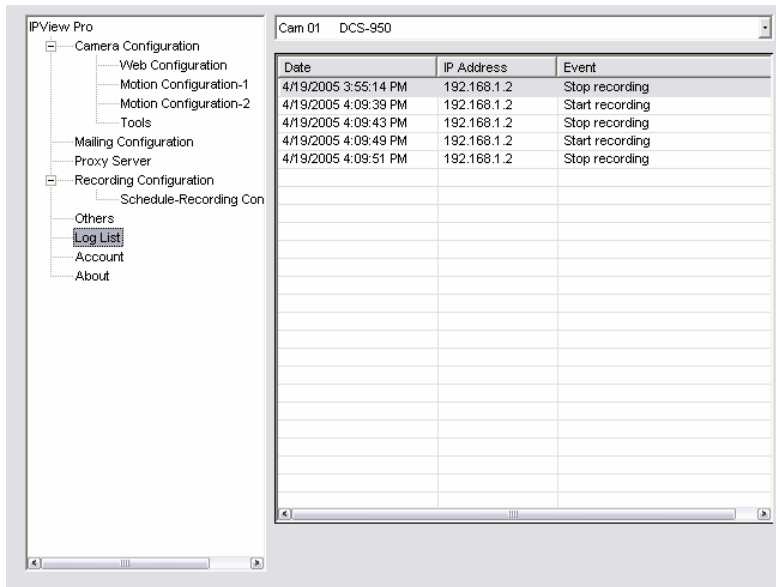 IPView Pro
Camera Configuration
Web Configuration
Motion Configuration-1
Motion Configuration-2
Tools
Mailing Configuration
Proxy Server
Recording Configuration
Schedule-Recording Con
Others
Log List
Account
About
Cam 01 DCS-950
Date IP Address Event
4/19/2005 3:55:14 PM 192.168.1.2 Stop recording
4/19/2005 4:09:39 PM 192.168.1.2 Start recording
4/19/2005 4:09:43 PM 192.168.1.2 Stop recording
4/19/2005 4:09:49 PM 192.168.1.2 Start recording
4/19/2005 4:09:51 PM 192.168.1.2 Stop recording